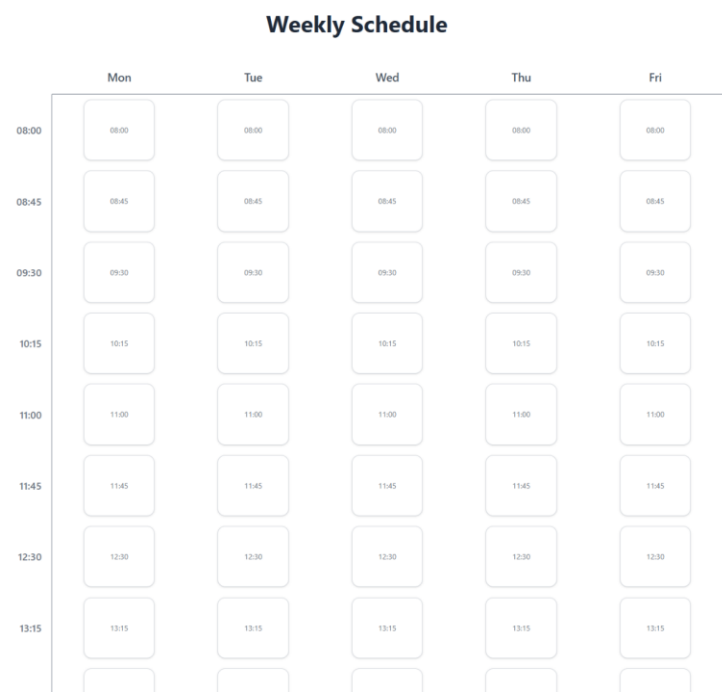 Weekly Schedule
Mon Tue Wed Thu Fri
08:00 08:00 08:00 08:00 08:00 08:00
08:45 08:45 08:45 08:45 08:45 08:45
09:30 09:30 09:30 09:30 09:30 09:30
10:15 10:15 10:15 10:15 10:15 10:15
11:00 11:00 11:00 11:00 11:00 11:00
11:45 11:45 11:45 11:45 11:45 11:45
12:30 12:30 12:30 12:30 12:30 12:30
13:15 13:15 13:15 13:15 13:15 13:15